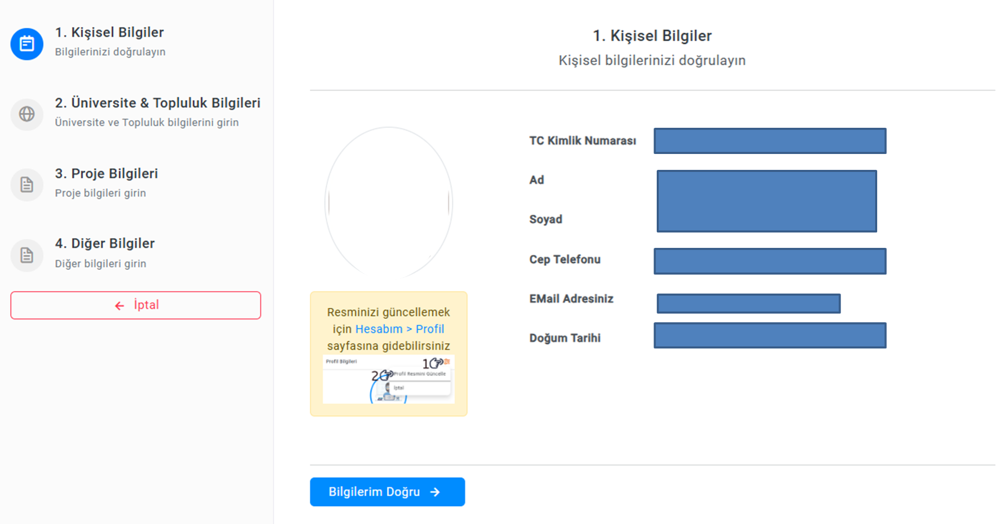 1. Kişisel Bilgiler
Bilgilerinizi doğrulayın
2. Üniversite & Topluluk Bilgileri
Üniversite ve Topluluk bilgilerini girin
3. Proje Bilgileri
Proje bilgileri girin
4. Diğer Bilgiler
Diğer bilgileri girin
← İptal
1. Kişisel Bilgiler
Kişisel bilgilerinizi doğrulayın
TC Kimlik Numarası
Ad
Soyad
Cep Telefonu
EMail Adresiniz
Doğum Tarihi
Resminizi güncellemek
için Hesabım > Profil
sayfasına gidebilirsiniz
Profil Bilgileri
1
2
Profil Resmini Güncelle
İptal
Bilgilerim Doğru →